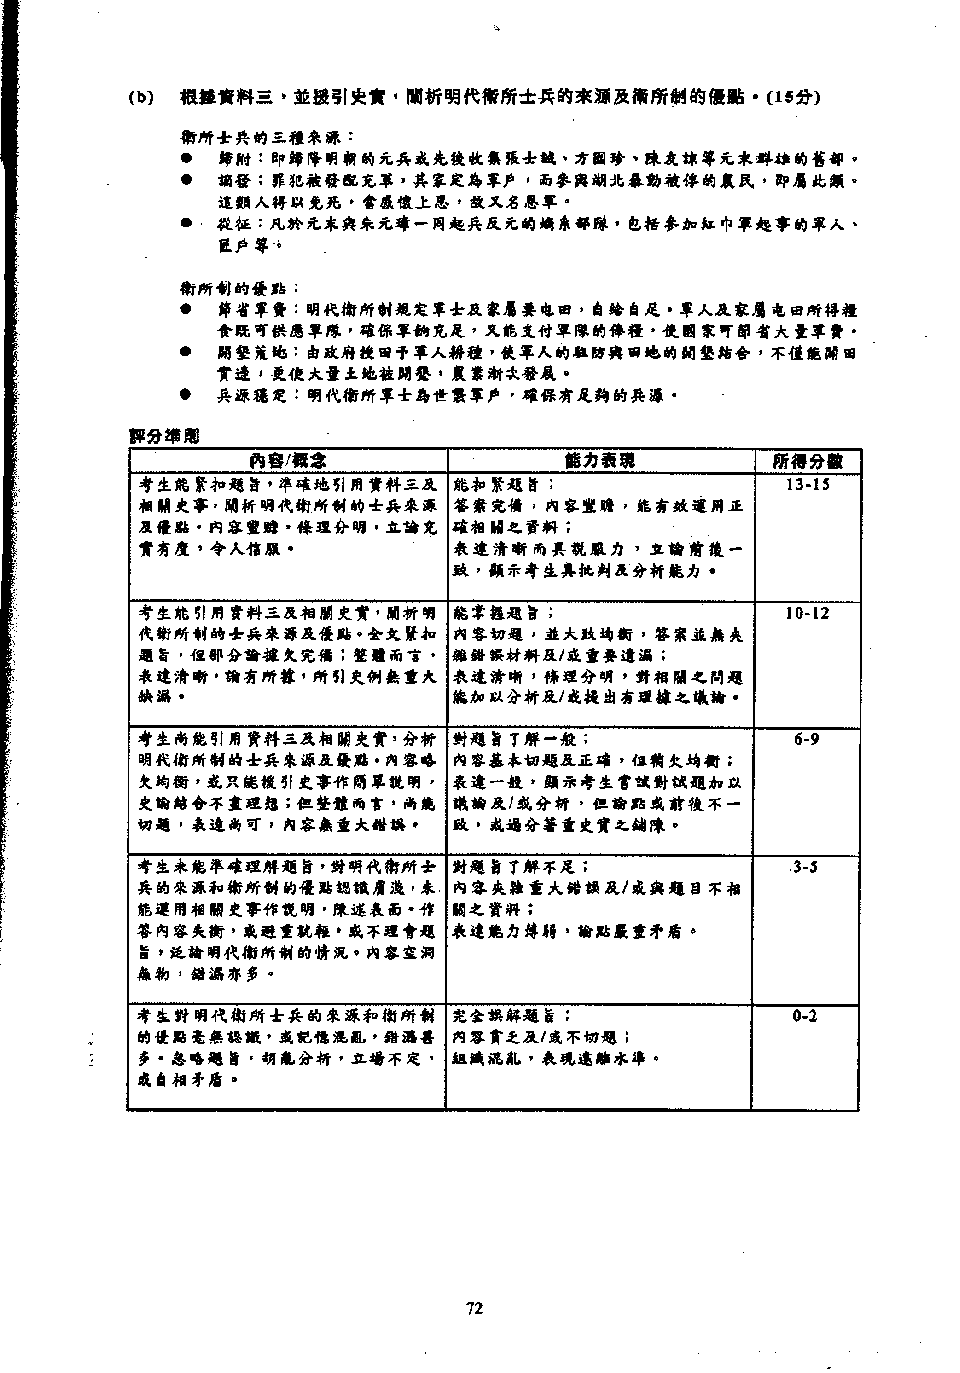 (b) 根據資料三，並援引史實，闡析明代衛所士兵的來源及衛所制的優點。(15分)
衛所士兵的三種來源：
● 歸附：即歸降明朝的元兵或先後收集張士誠、方國珍、陳友諒等元末群雄的舊部。
● 謫發：罪犯被發配充軍，其家定為軍戶，而參與湖北暴動被俘的農民，即屬此類。
這類人得以免死，當感懷上恩，故又名恩軍。
● 從征：凡於元末與朱元璋一同起兵反元的嫡系部隊，包括參加紅巾軍起事的軍人、
匠戶等。
衛所制的優點：
● 節省軍費：明代衛所制規定軍士及家屬要屯田，自給自足。軍人及家屬屯田所得糧
食既可供應軍隊，確保軍餉充足，又能支付軍隊的俸糧，使國家可節省大量軍費。
● 開墾荒地：由政府授田予軍人耕種，使軍人的駐防與田地的開墾結合，不僅能開田
實邊，更使大量土地被開墾，農業漸次發展。
● 兵源穩定：明代衛所軍士為世襲軍戶，確保有足夠的兵源。
評分準則
內容/概念 能力表現 所得分數
考生能緊扣題旨，準確地引用資料三及
相關史事，闡析明代衛所制的士兵來源
及優點。內容豐贍，條理分明，立論充
實有度，令人信服。
能扣緊題旨；
答案完備，內容豐贍，能有效運用正
確相關之資料；
表達清晰而具說服力，立論前後一
致，顯示考生具批判及分析能力。
13-15
考生能引用資料三及相關史實，闡析明
代衛所制的士兵來源及優點。全文緊扣
題旨，但部分論據欠完備；整體而言，
表達清晰，論有所據，所引史例無重大
缺漏。
能掌握題旨；
內容切題，並大致均衡，答案並無夾
雜錯誤材料及/或重要遺漏；
表達清晰，條理分明，對相關之問題
能加以分析及/或提出有理據之議論。
10-12
考生尚能引用資料三及相關史實，分析
明代衛所制的士兵來源及優點。內容略
欠均衡，或只能援引史事作簡單說明，
史論結合不盡理想；但整體而言，尚能
切題，表達尚可，內容無重大錯誤。
對題旨了解一般；
內容基本切題及正確，但稍欠均衡；
表達一般，顯示考生嘗試對試題加以
議論及/或分析，但論點或前後不一
致，或過分著重史實之鋪陳。
6-9
考生未能準確理解題旨，對明代衛所士
兵的來源和衛所制的優點認識膚淺，未
能運用相關史事作說明，陳述表面。作
答內容失衡，或避重就輕，或不理會題
旨，泛論明代衛所制的情況。內容空洞
無物，錯漏亦多。
對題旨了解不足；
內容夾雜重大錯誤及/或與題目不相
關之資料；
表達能力薄弱，論點嚴重矛盾。
3-5
考生對明代衛所士兵的來源和衛所制
的優點毫無認識，或記憶混亂，錯漏甚
多。忽略題旨，胡亂分析，立場不定，
或自相矛盾。
完全誤解題旨；
內容貧乏及/或不切題；
組織混亂，表現遠離水準。
0-2
72